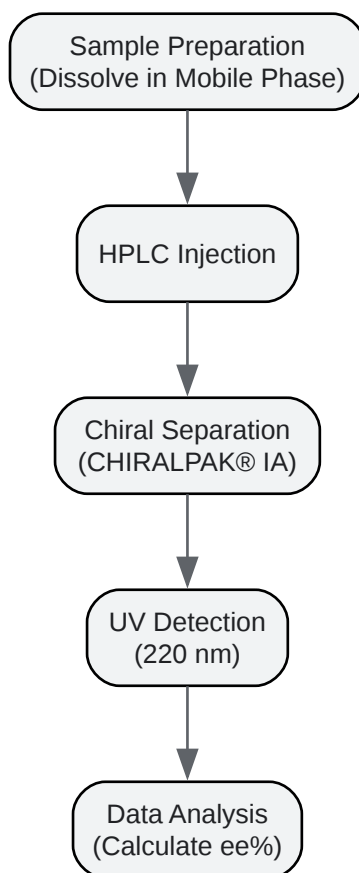 Sample Preparation
(Dissolve in Mobile Phase)
HPLC Injection
Chiral Separation
(CHIRALPAK® IA)
UV Detection
(220 nm)
Data Analysis
(Calculate ee%)